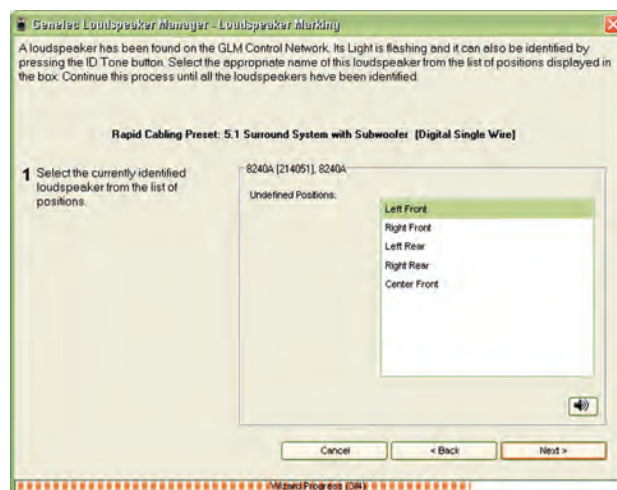 Genelec Loudspeaker Manager - Loudspeaker Marking
A loudspeaker has been found on the GLM Control Network. Its Light is flashing and it can also be identified by
pressing the ID Tone button. Select the appropriate name of this loudspeaker from the list of positions displayed in
the box. Continue this process until all the loudspeakers have been identified.
Rapid Cabling Preset: 5.1 Surround System with Subwoofer (Digital Single Wire)
1 Select the currently identified
loudspeaker from the list of
positions.
8240A [214051], 8240A
Undefined Positions:
Left Front
Right Front
Left Rear
Right Rear
Center Front
Cancel
< Back
Next >
Wizard Progress (3/4)